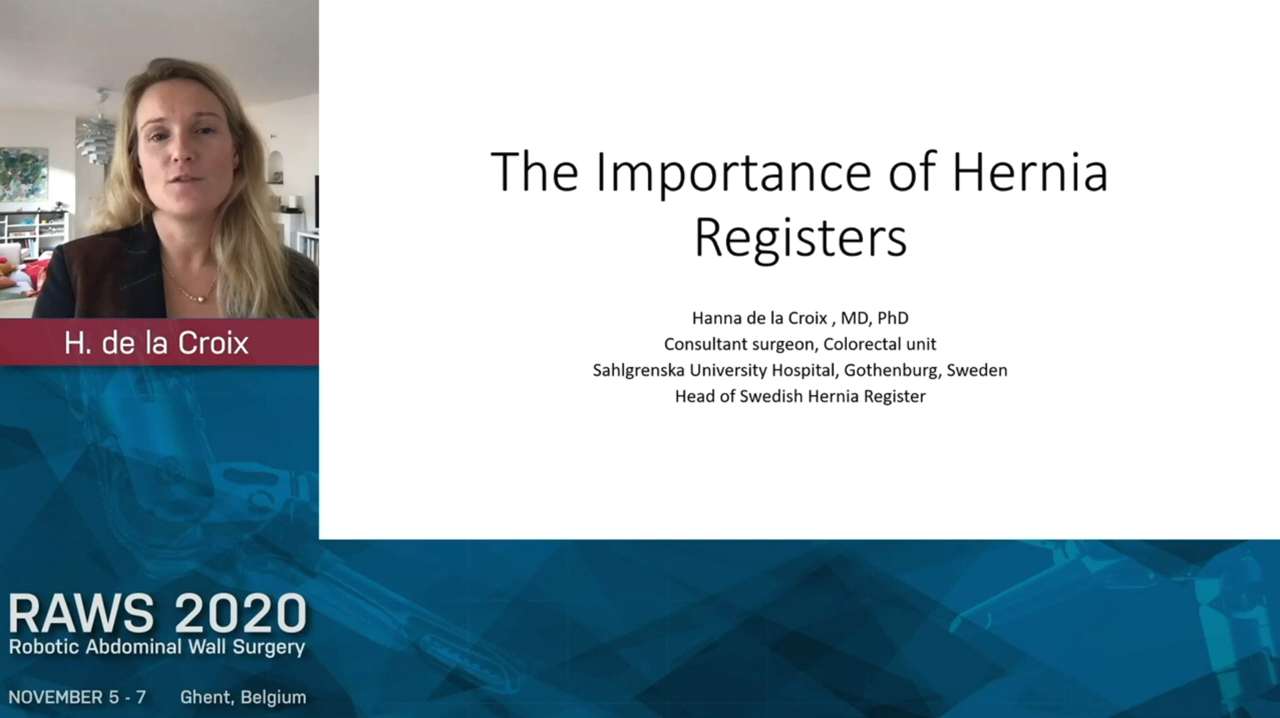 The Importance of Hernia
Registers
Hanna de la Croix , MD, PhD
Consultant surgeon, Colorectal unit
Sahlgrenska University Hospital, Gothenburg, Sweden
Head of Swedish Hernia Register
H. de la Croix
RAWS 2020
Robotic Abdominal Wall Surgery
NOVEMBER 5 - 7 Ghent, Belgium